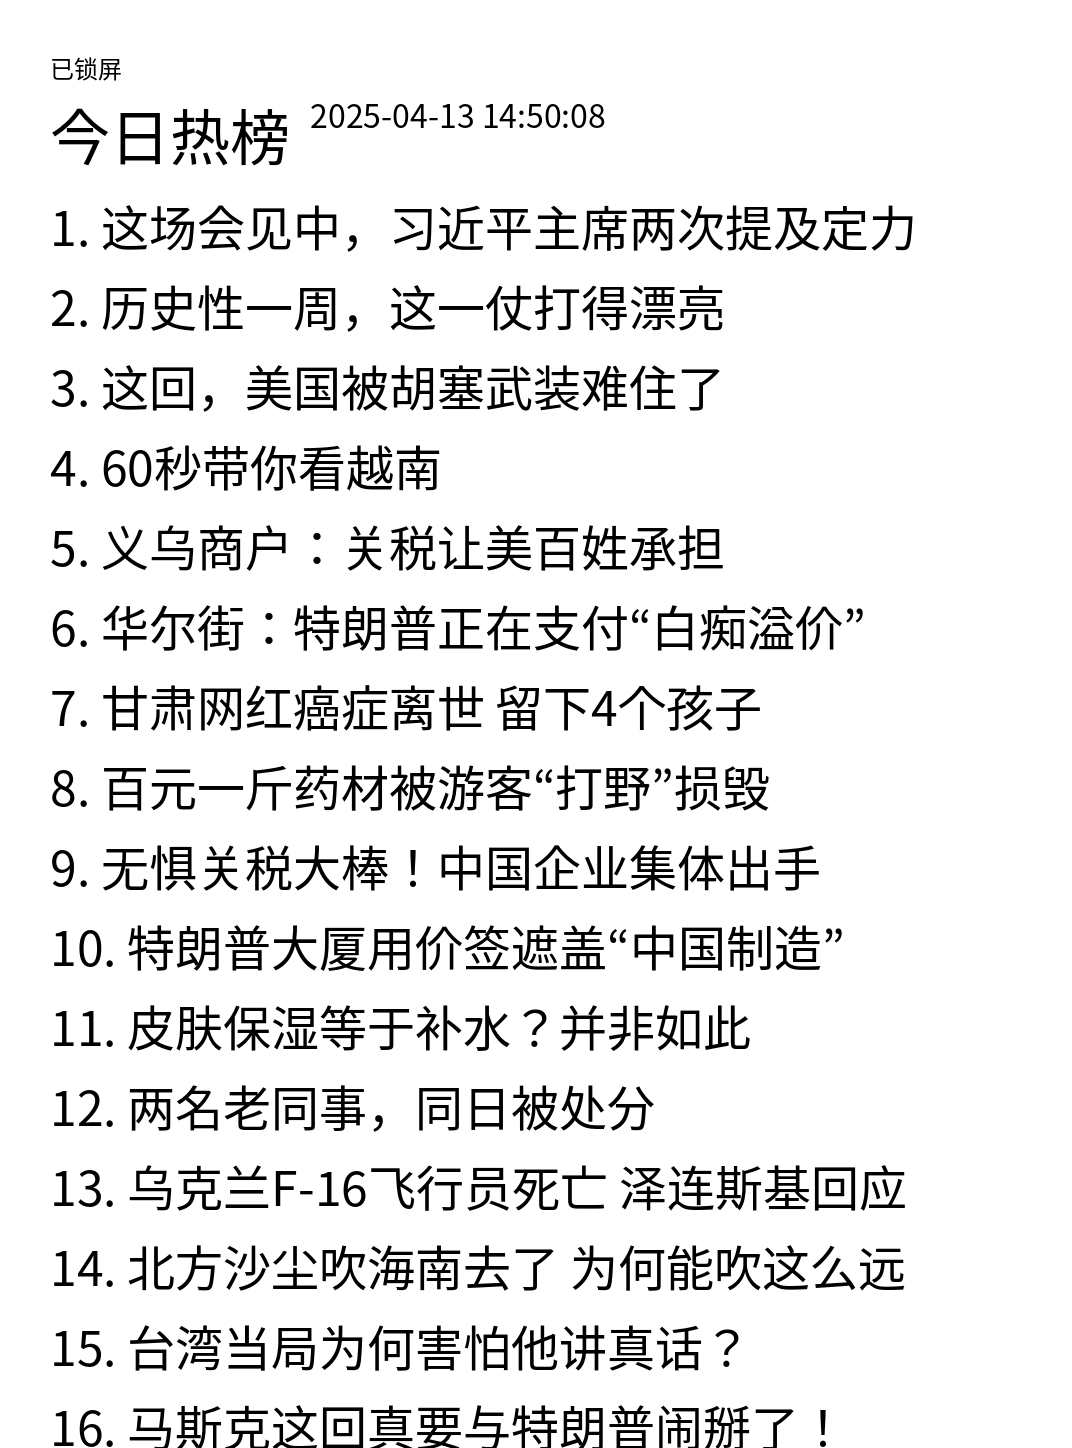 已锁屏
今日热榜 2025-04-13 14:50:08
1. 这场会见中，习近平主席两次提及定力
2. 历史性一周，这一仗打得漂亮
3. 这回，美国被胡塞武装难住了
4. 60秒带你看越南
5. 义乌商户：关税让美百姓承担
6. 华尔街：特朗普正在支付“白痴溢价”
7. 甘肃网红癌症离世 留下4个孩子
8. 百元一斤药材被游客“打野”损毁
9. 无惧关税大棒！中国企业集体出手
10. 特朗普大厦用价签遮盖“中国制造”
11. 皮肤保湿等于补水？并非如此
12. 两名老同事，同日被处分
13. 乌克兰F-16飞行员死亡 泽连斯基回应
14. 北方沙尘吹海南去了 为何能吹这么远
15. 台湾当局为何害怕他讲真话？
16. 马斯克这回真要与特朗普闹掰了！